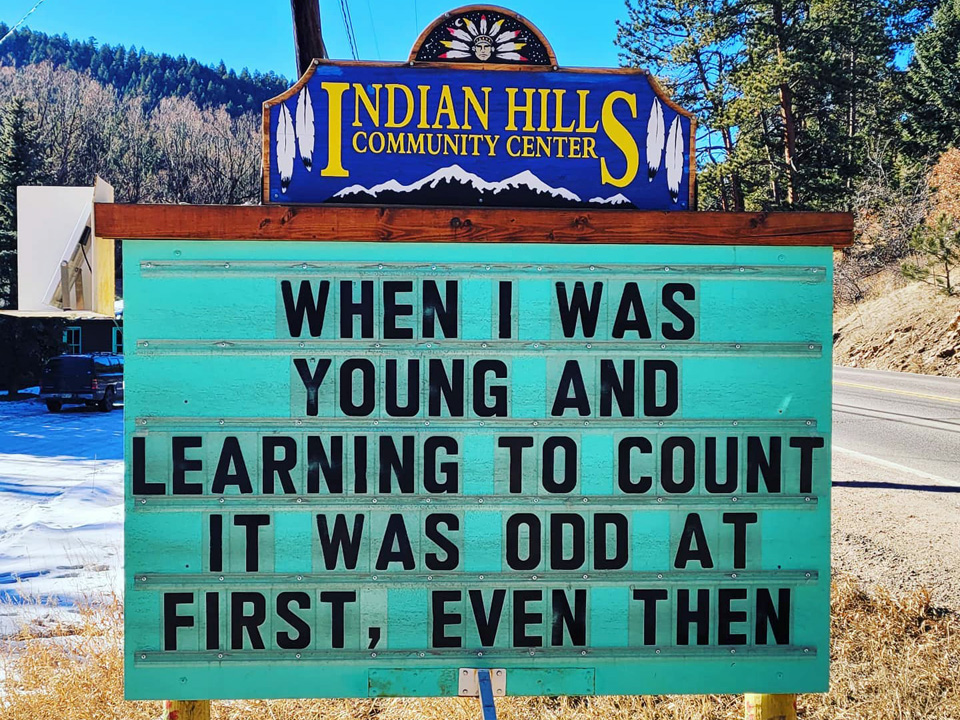 INDIAN HILLS
COMMUNITY CENTER
WHEN I WAS
YOUNG AND
LEARNING TO COUNT
IT WAS ODD AT
FIRST, EVEN THEN